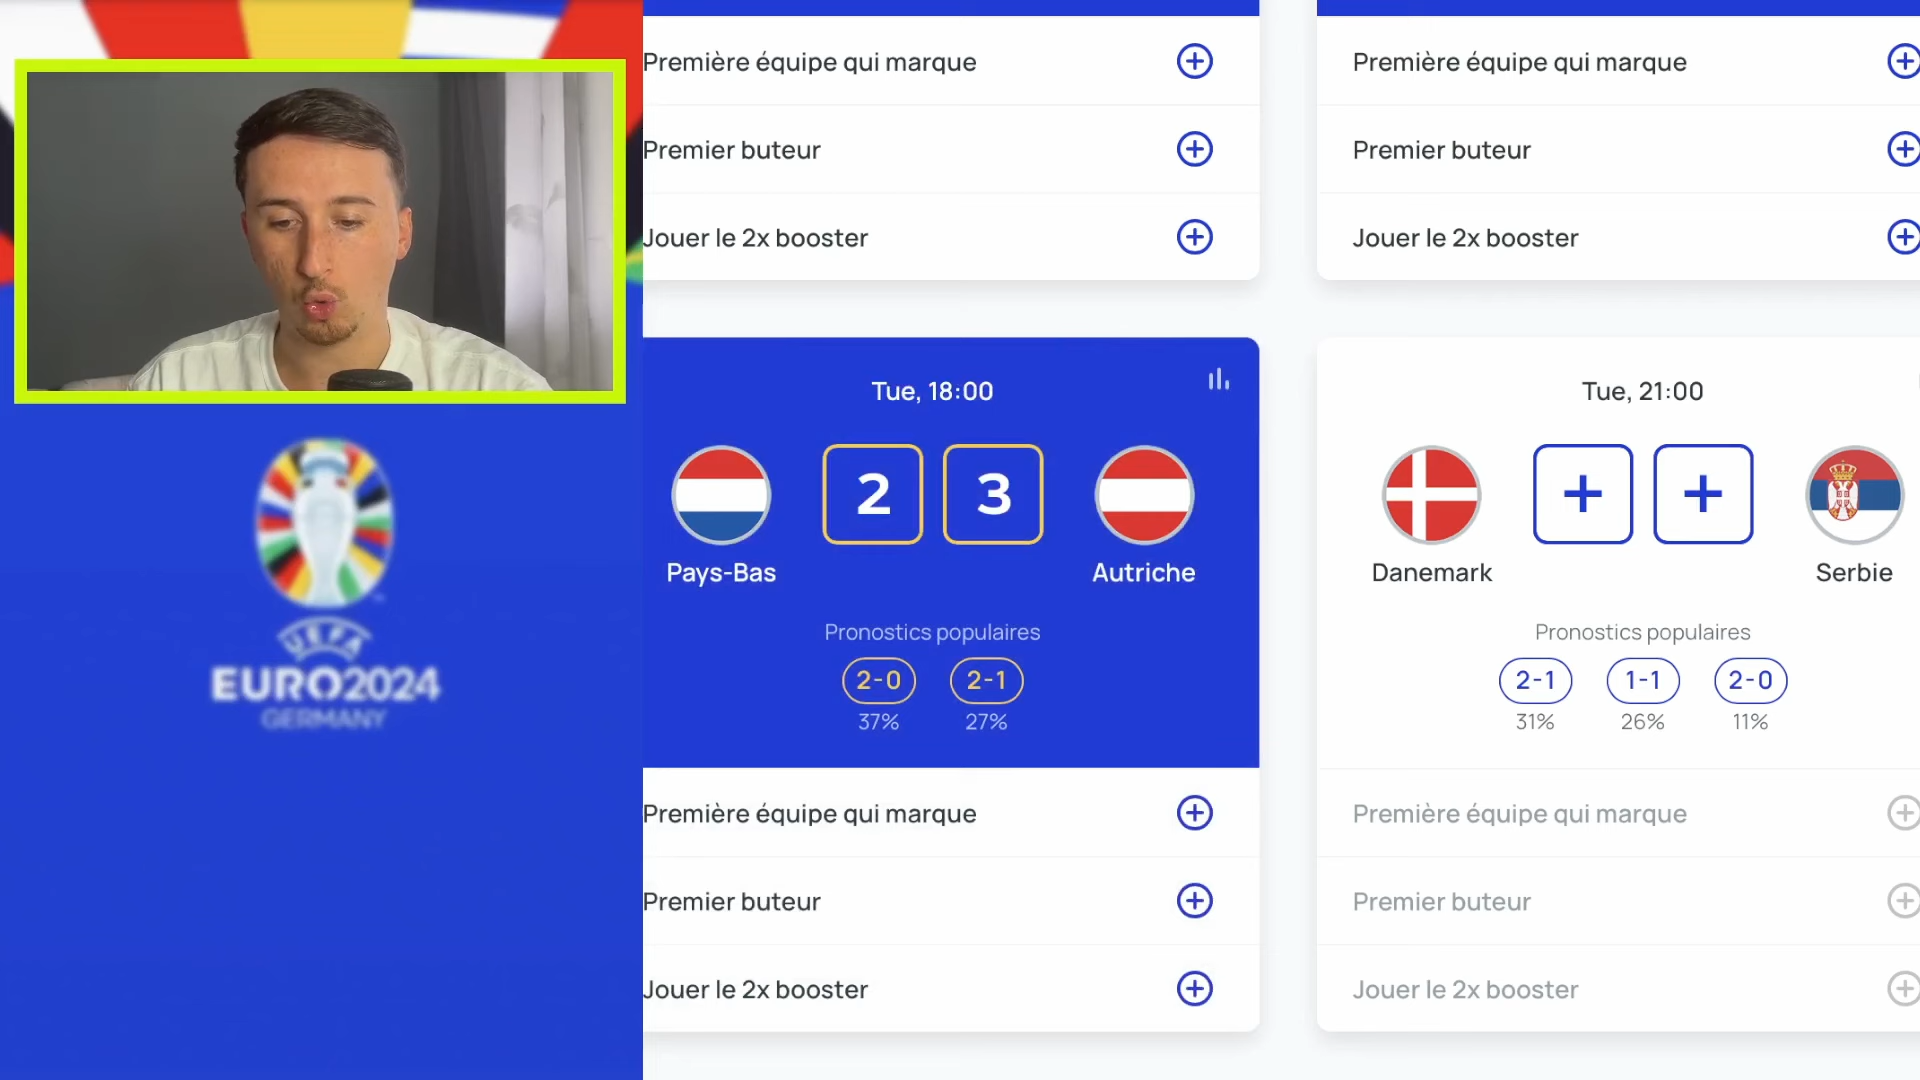 Première équipe qui marque
Premier buteur
Jouer le 2x booster
Première équipe qui marque
Premier buteur
Jouer le 2x booster
Tue, 18:00
2 3
Pays-Bas
Autriche
Pronostics populaires
2-0 2-1
37% 27%
Première équipe qui marque
Premier buteur
Jouer le 2x booster
Tue, 21:00
+ +
Danemark
Serbie
Pronostics populaires
2-1 1-1 2-0
31% 26% 11%
Première équipe qui marque
Premier buteur
Jouer le 2x booster
UEFA
EURO2024
GERMANY